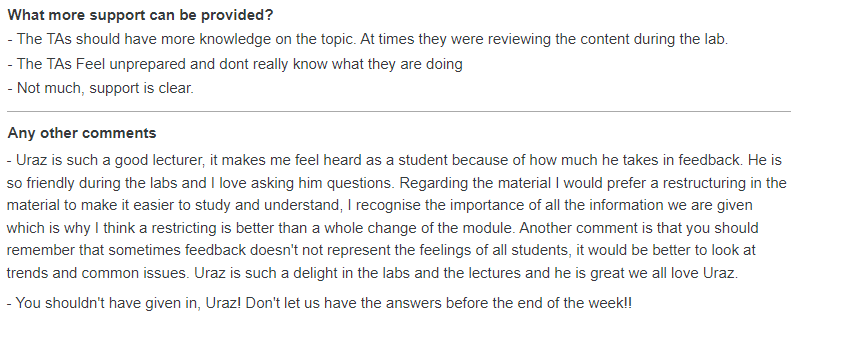 What more support can be provided?
- The TAs should have more knowledge on the topic. At times they were reviewing the content during the lab.
- The TAs Feel unprepared and dont really know what they are doing
- Not much, support is clear.
Any other comments
- Uraz is such a good lecturer, it makes me feel heard as a student because of how much he takes in feedback. He is
so friendly during the labs and I love asking him questions. Regarding the material I would prefer a restructuring in the
material to make it easier to study and understand, I recognise the importance of all the information we are given
which is why I think a restricting is better than a whole change of the module. Another comment is that you should
remember that sometimes feedback doesn't not represent the feelings of all students, it would be better to look at
trends and common issues. Uraz is such a delight in the labs and the lectures and he is great we all love Uraz.
- You shouldn't have given in, Uraz! Don't let us have the answers before the end of the week!!